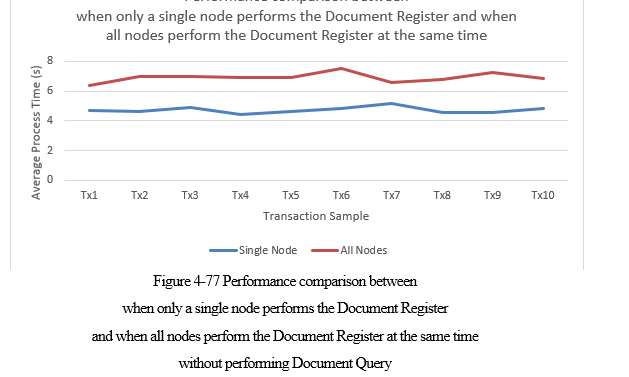 Performance comparison between
when only a single node performs the Document Register and when
all nodes perform the Document Register at the same time
Average Process Time (s)
8
6
4
2
0
Tx1 Tx2 Tx3 Tx4 Tx5 Tx6 Tx7 Tx8 Tx9 Tx10
Transaction Sample
Single Node All Nodes
Figure 4-77 Performance comparison between
when only a single node performs the Document Register
and when all nodes perform the Document Register at the same time
without performing Document Query